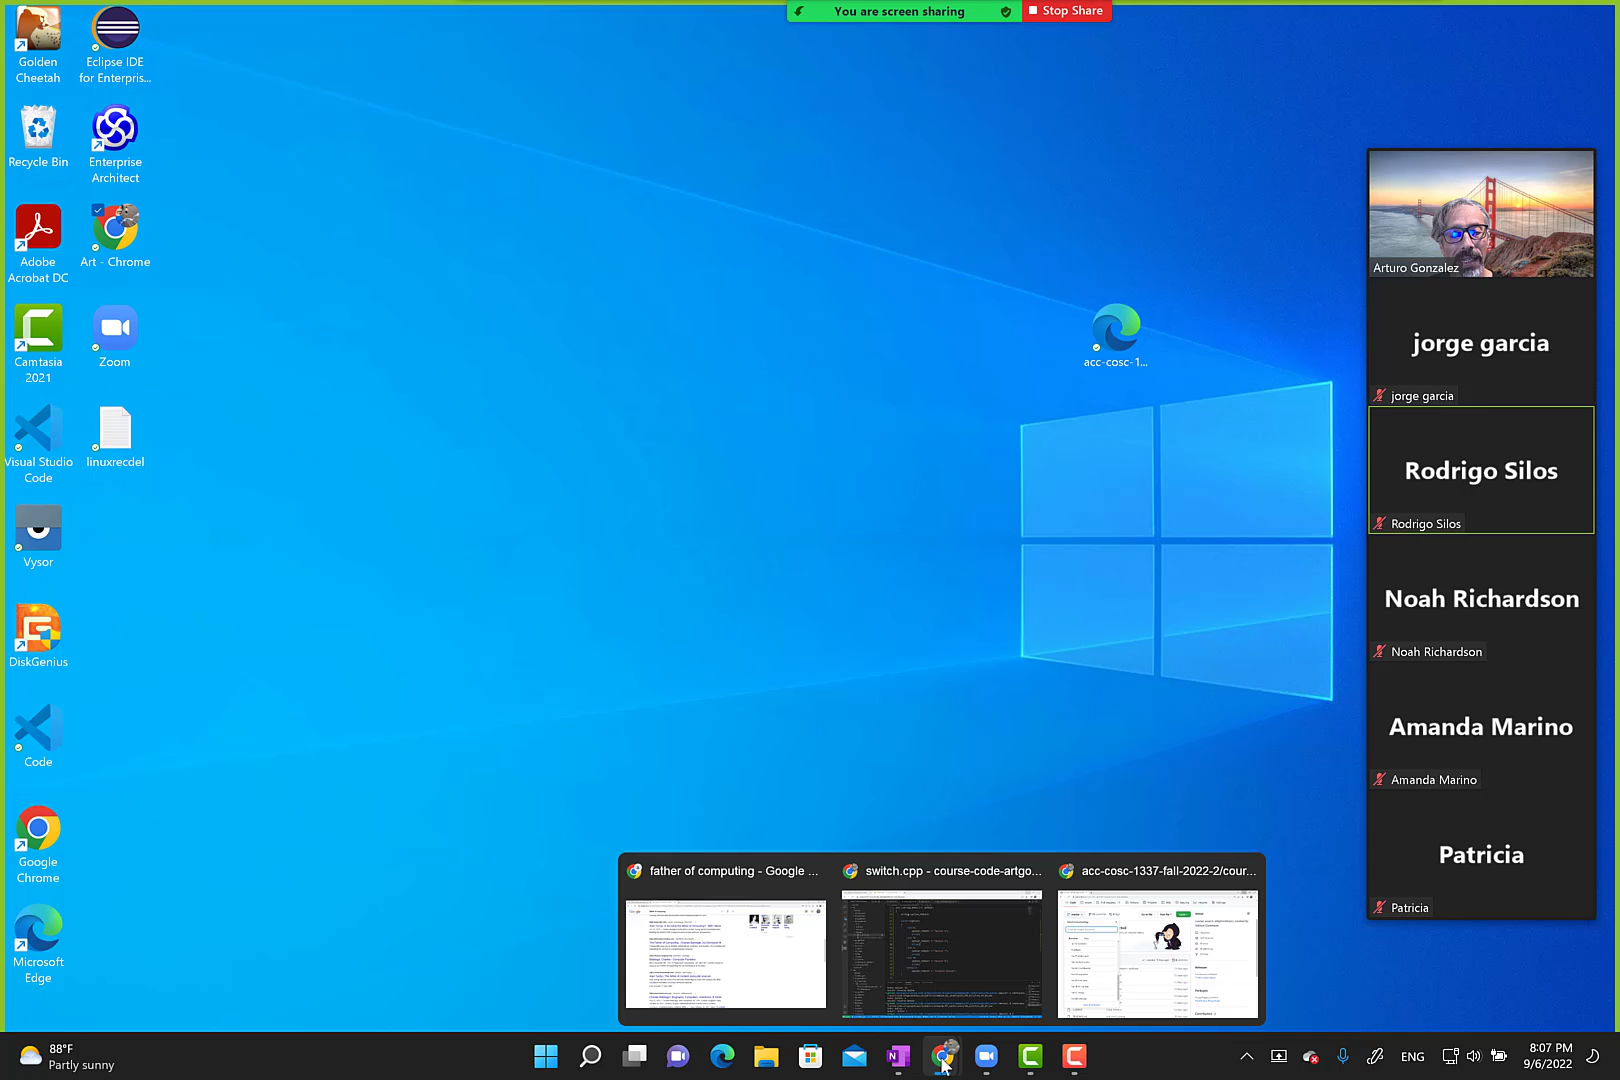 You are screen sharing
Stop Share
Golden
Cheetah
Eclipse IDE
for Enterpris...
Recycle Bin
Enterprise
Architect
Adobe
Acrobat DC
Art - Chrome
Camtasia
2021
Zoom
Visual Studio
Code
linuxrecdel
Vysor
DiskGenius
Code
Google
Chrome
Microsoft
Edge
acc-cosc-1...
Arturo Gonzalez
jorge garcia
jorge garcia
Rodrigo Silos
Rodrigo Silos
Noah Richardson
Noah Richardson
Amanda Marino
Amanda Marino
Patricia
Patricia
father of computing - Google ...
switch.cpp - course-code-artgo...
acc-cosc-1337-fall-2022-2/cour...
88°F
Partly sunny
ENG
8:07 PM
9/6/2022